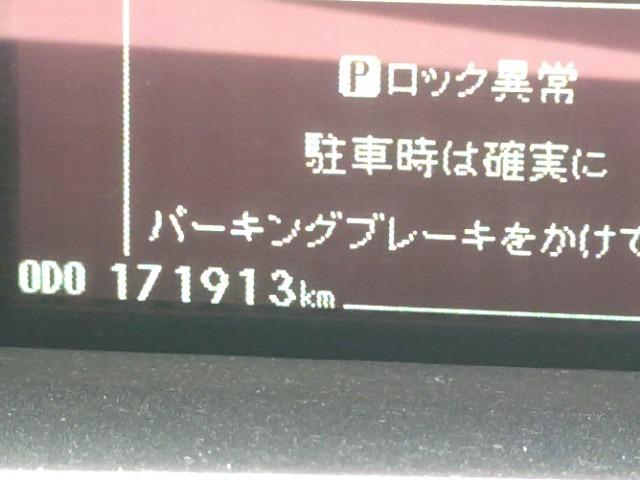 Pロック異常
駐車時は確実に
パーキングブレーキをかけて
ODO 171913km